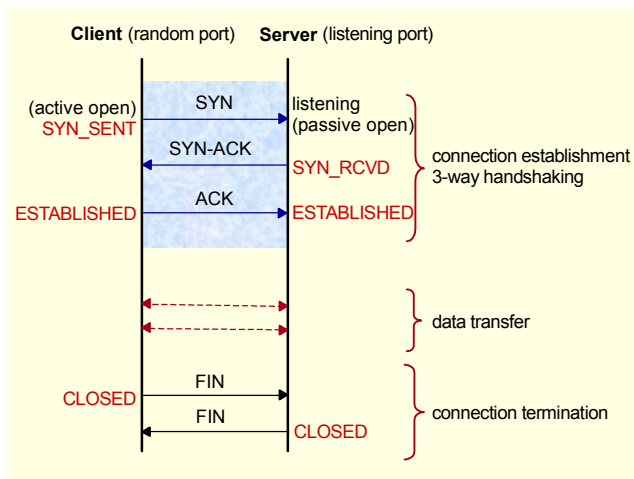 Client (random port) Server (listening port)
(active open)
SYN_SENT
SYN
listening
(passive open)
SYN-ACK
SYN_RCVD
connection establishment
3-way handshaking
ESTABLISHED
ACK
ESTABLISHED
data transfer
CLOSED
FIN
FIN
CLOSED
connection termination